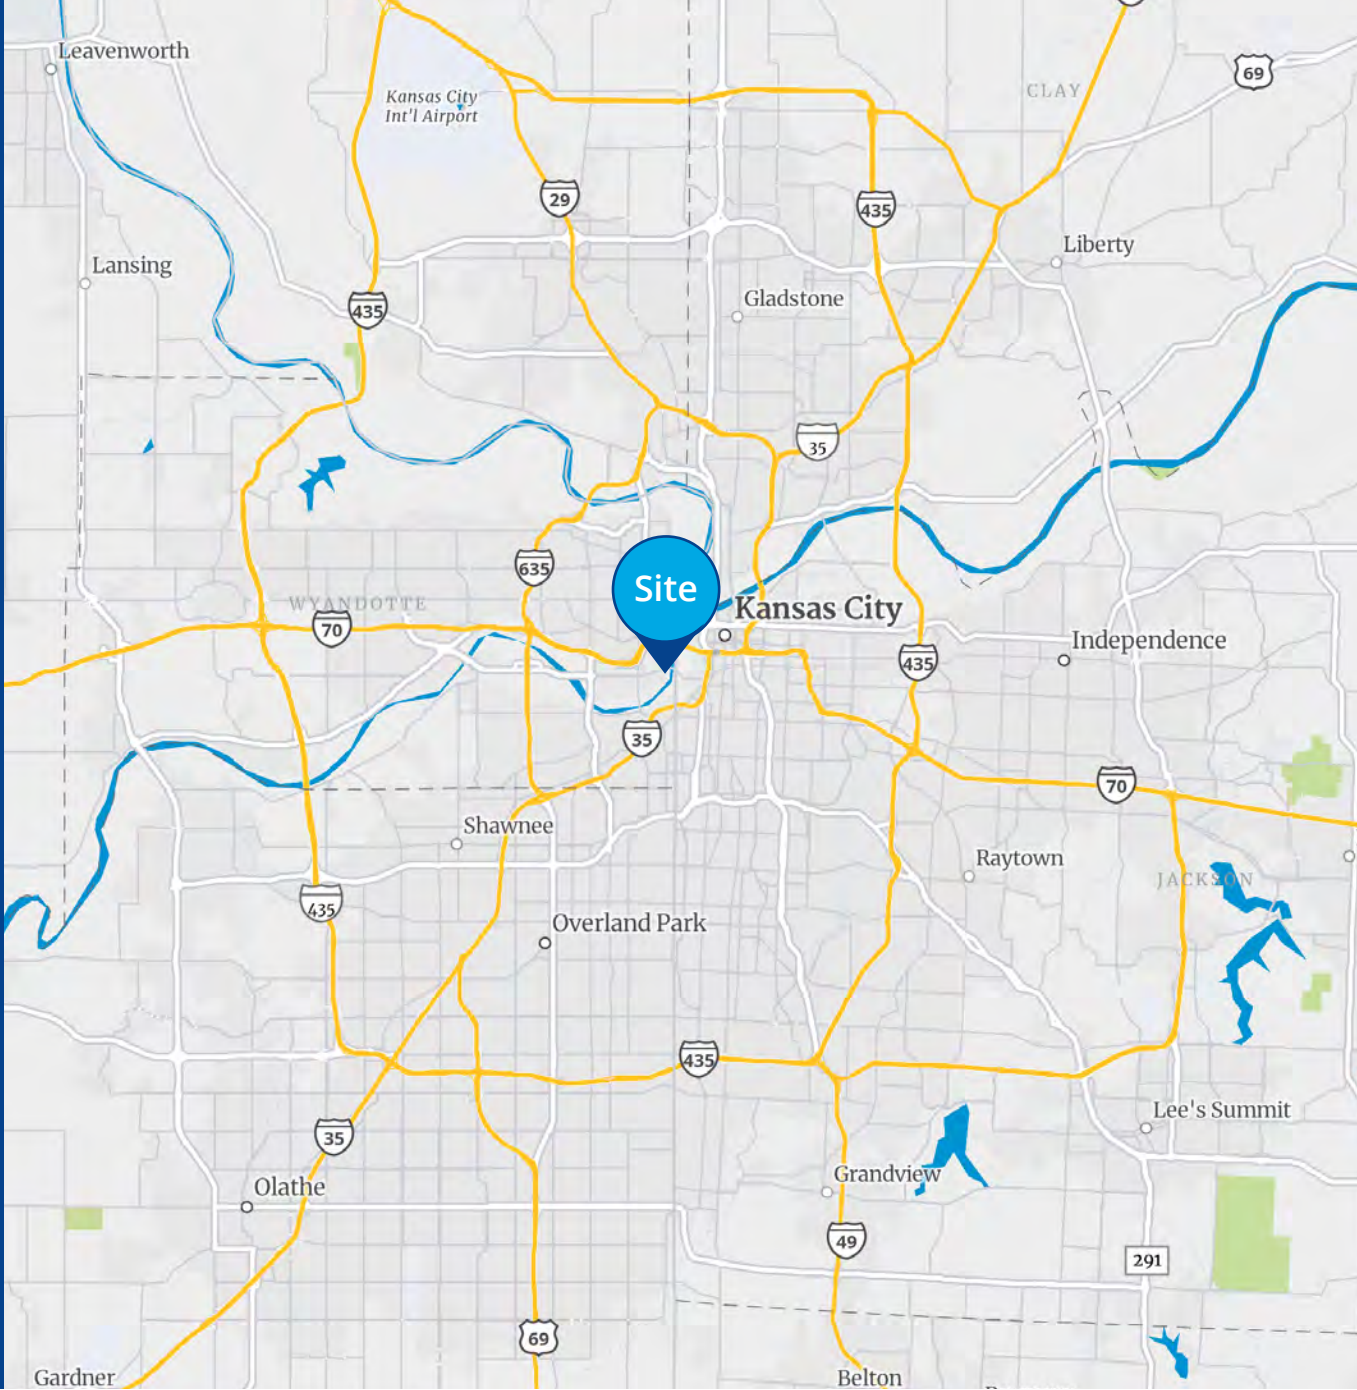 69
Leavenworth
CLAY
Kansas City
Int'l Airport
29
435
Liberty
Lansing
Gladstone
435
35
635
Site
WYANDOTTE
Kansas City
70
Independence
435
35
70
Shawnee
Raytown
JACKSON
435
Overland Park
435
Lee's Summit
35
Grandview
Olathe
49
291
69
Gardner
Belton